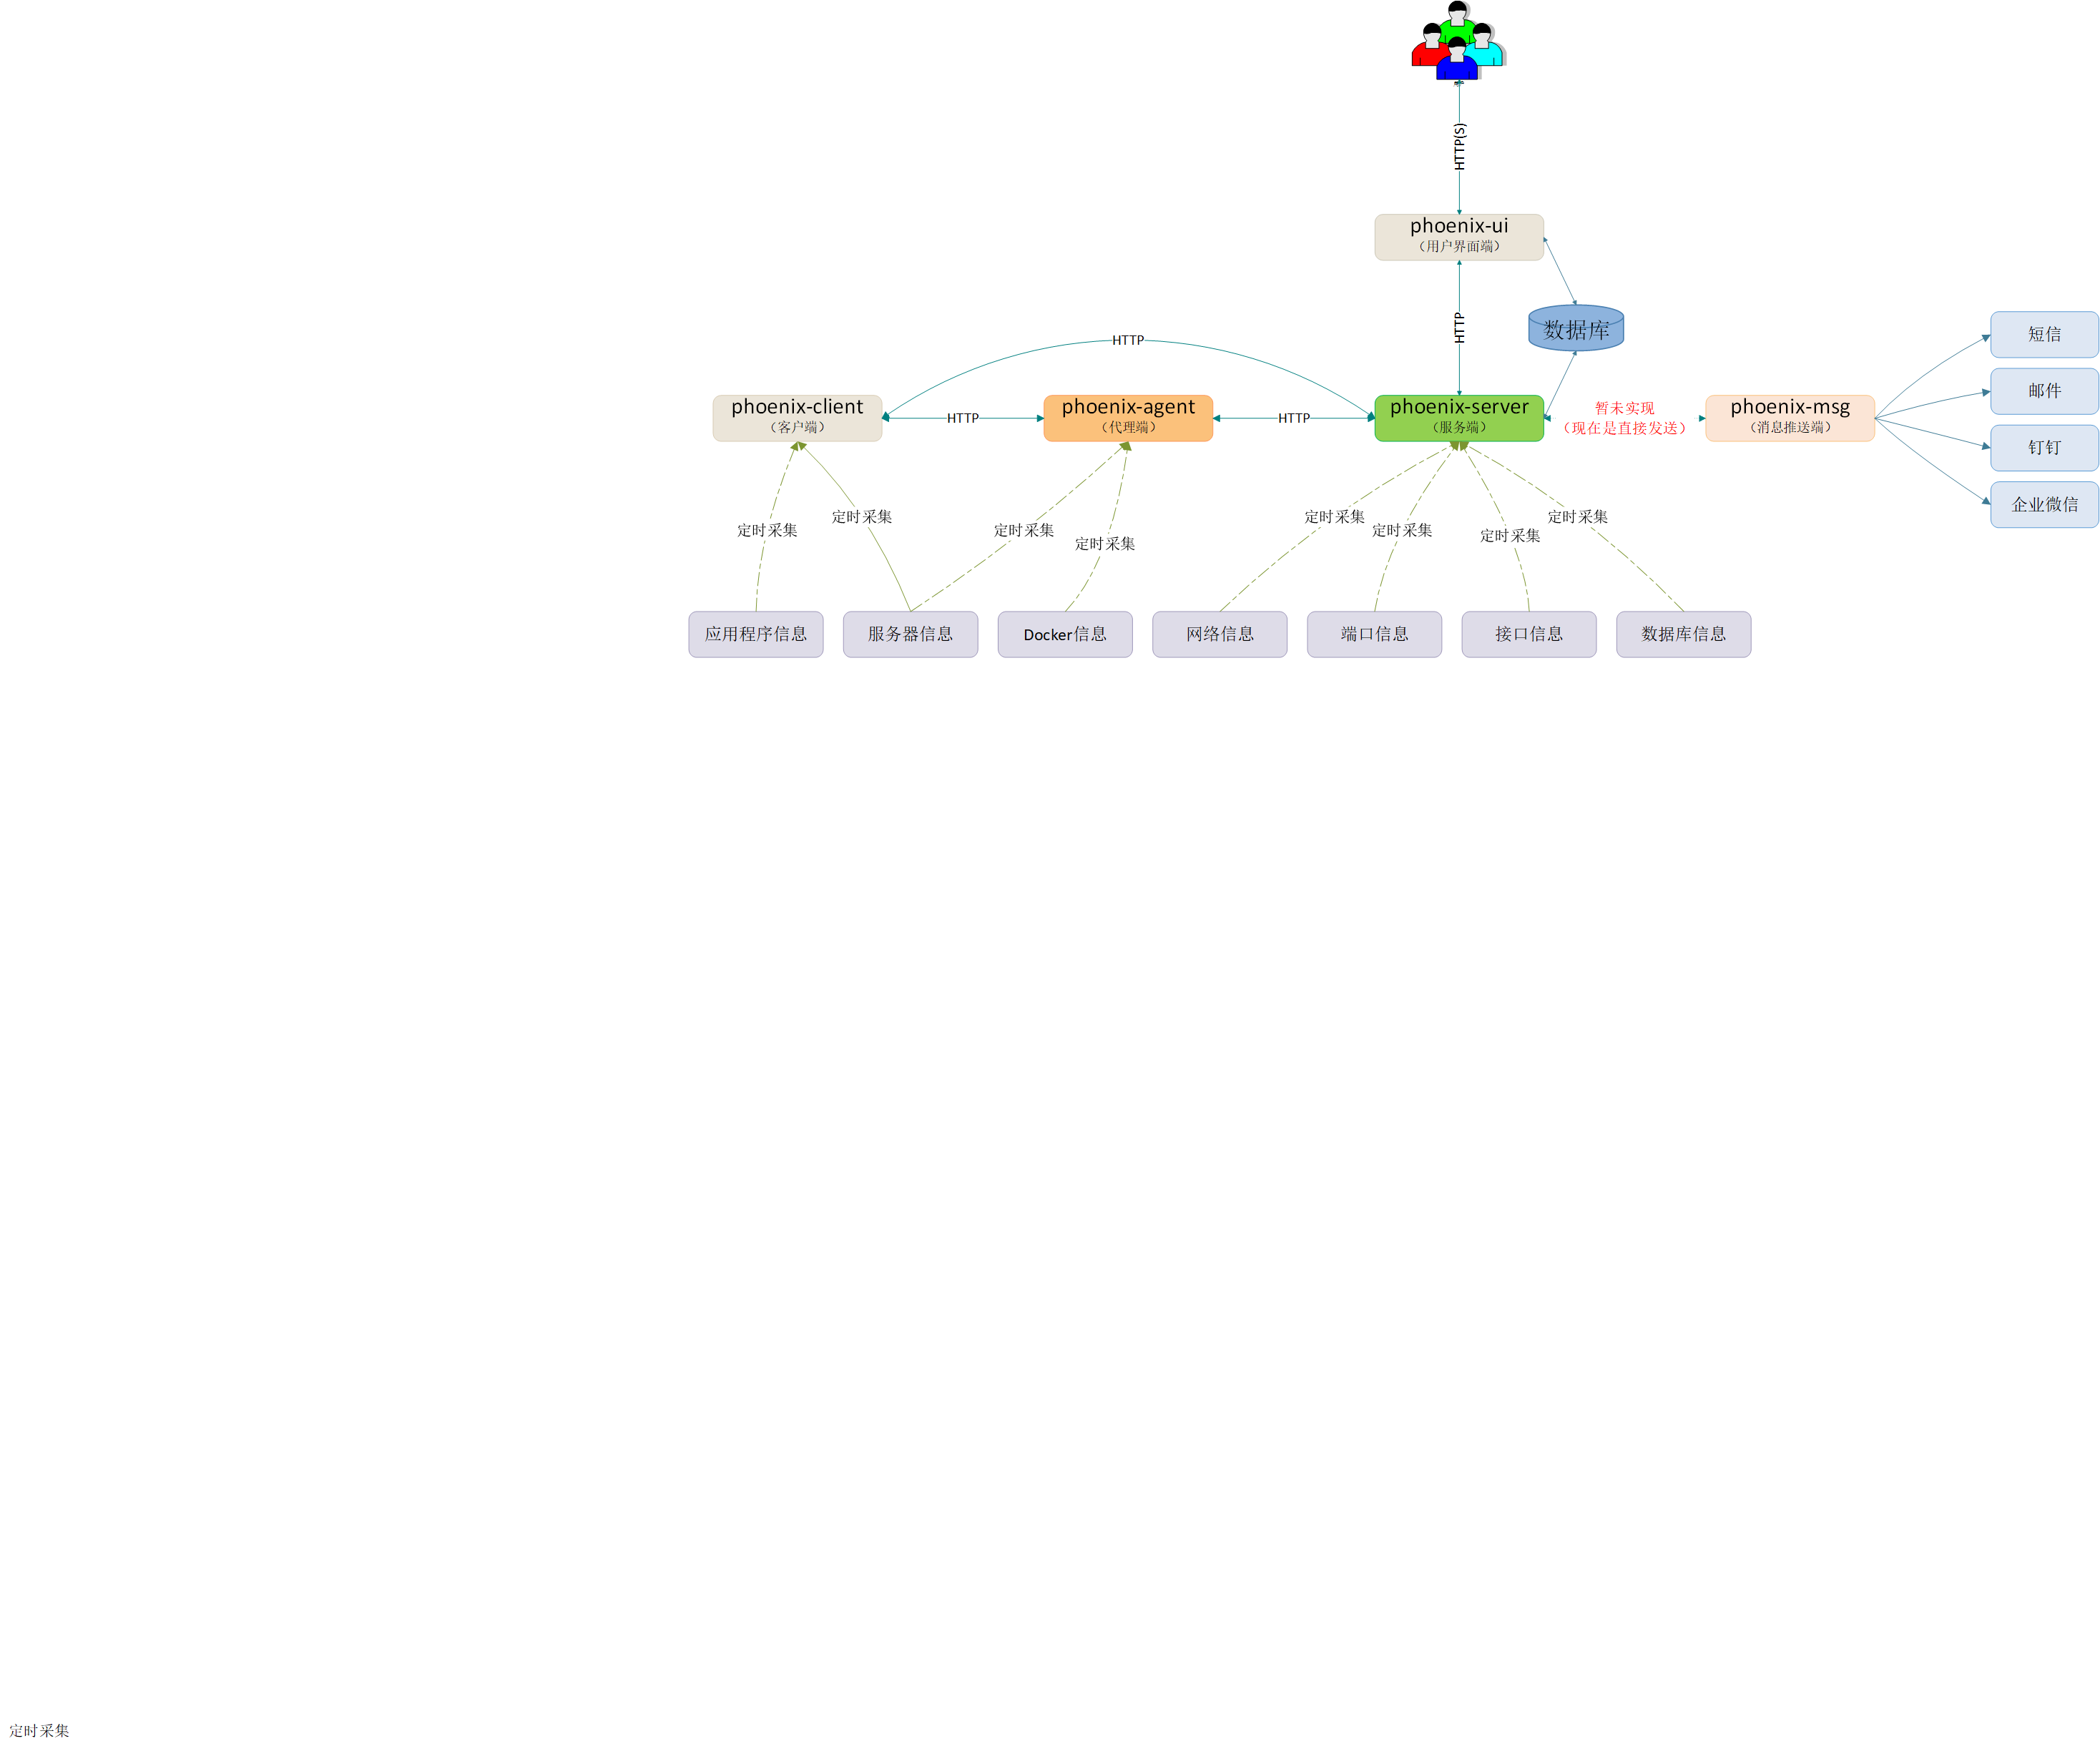 HTTP(S)
phoenix-ui
（用户界面端）
数据库
HTTP
HTTP
短信
邮件
钉钉
企业微信
phoenix-client
（客户端）
HTTP
phoenix-agent
（代理端）
HTTP
phoenix-server
（服务端）
暂未实现
（现在是直接发送）
phoenix-msg
（消息推送端）
定时采集
定时采集
定时采集
定时采集
定时采集
定时采集
定时采集
定时采集
应用程序信息
服务器信息
Docker信息
网络信息
端口信息
接口信息
数据库信息
定时采集